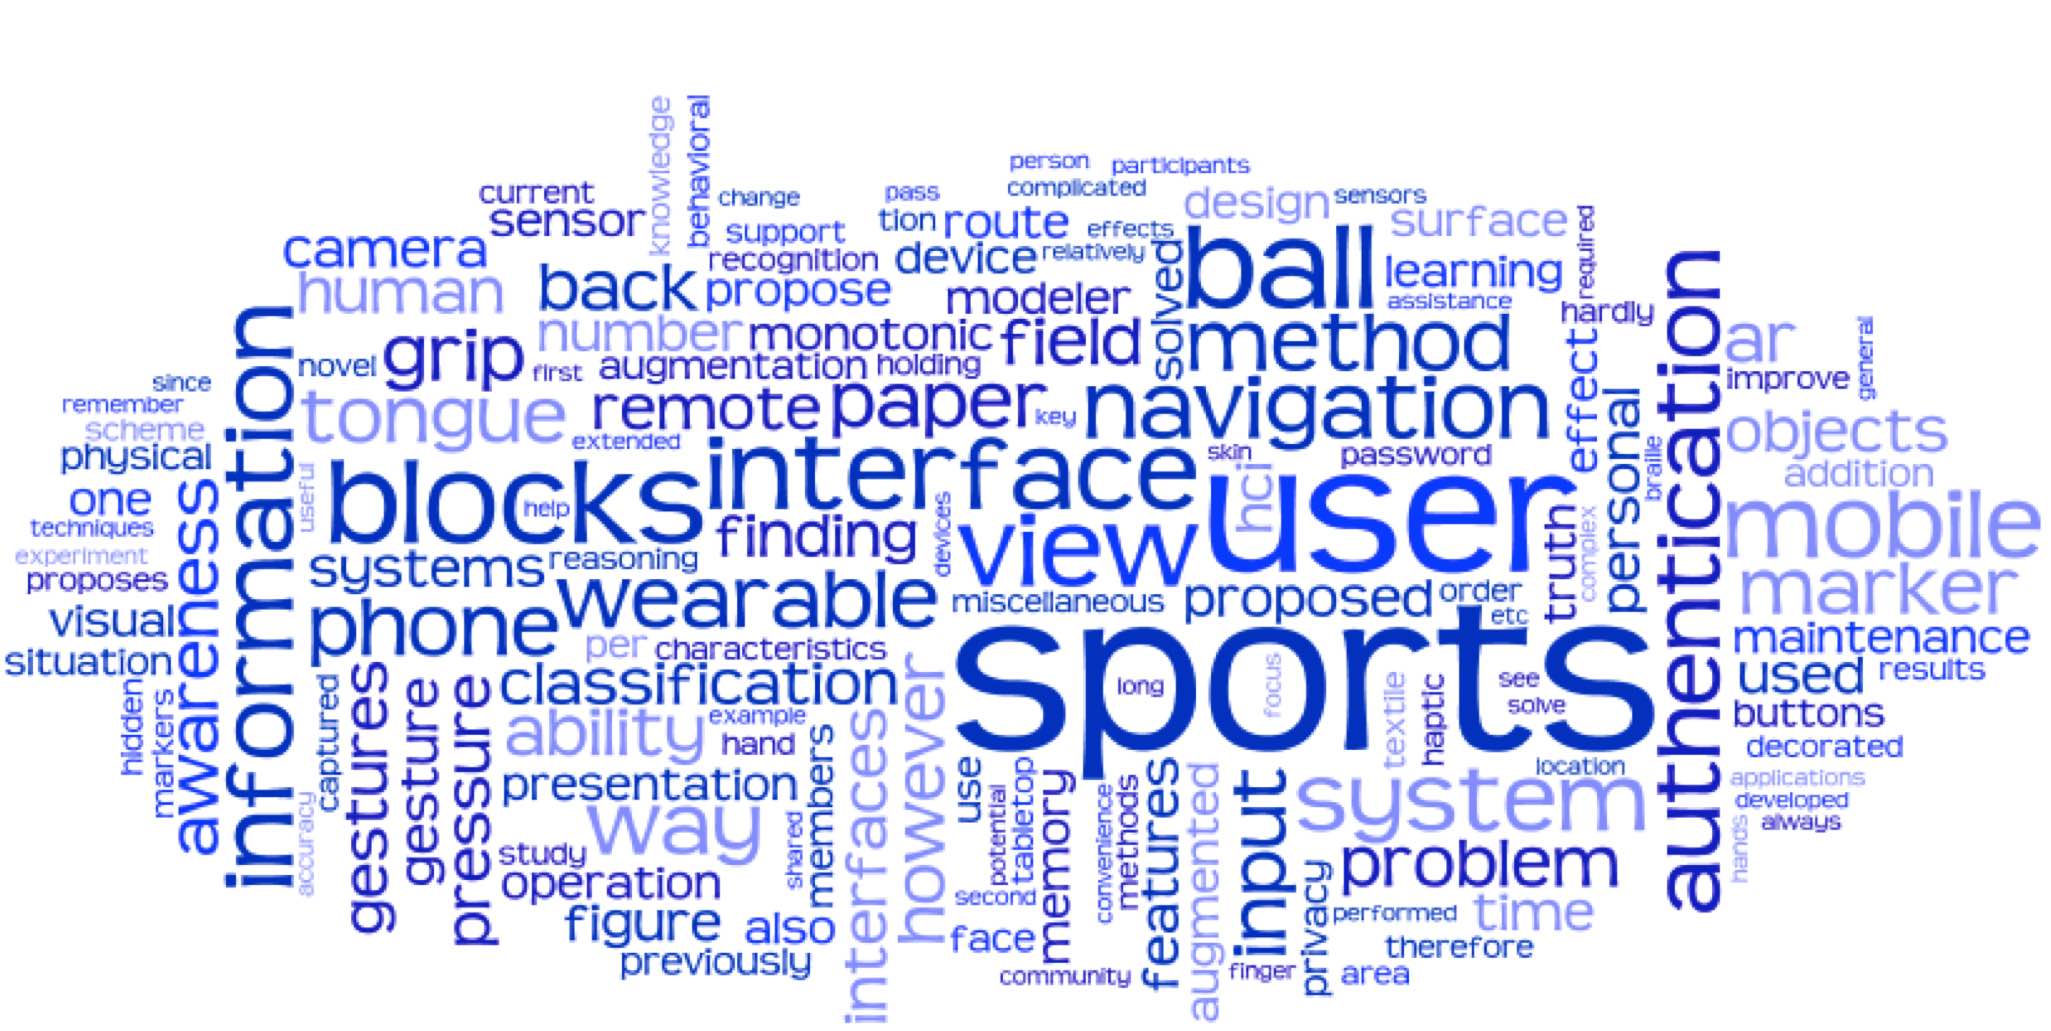 knowledge
behavioral
person
participants
current
change
pass
complicated
design
sensors
sensor
support
tion
route
effects
surface
required
camera
recognition
device
relatively
solved
ball
learning
human
back
propose
modeler
assistance
hardly
authentication
information
number
monotonic
field
method
effect
ar
general
novel
grip
first
augmentation
holding
improve
since
remember
tongue
remote
paper
key
navigation
personal
objects
scheme
extended
physical
useful
blocks
interface
skin
password
braille
addition
one
help
devices
user
hci
mobile
techniques
awareness
finding
view
truth
complex
experiment
systems
reasoning
proposes
wearable
miscellaneous
proposed
order
marker
visual
phone
etc
situation
per
characteristics
sports
maintenance
hidden
markers
captured
gestures
gesture
pressure
classification
however
long
focus
textile
haptic
see
solve
used
results
ability
example
interfaces
buttons
hand
members
decorated
accuracy
presentation
use
potential
tabletop
memory
convenience
methods
features
augmented
input
system
location
applications
way
shared
developed
hands
always
study
operation
privacy
problem
second
figure
also
face
performed
time
previously
therefore
community
finger
area